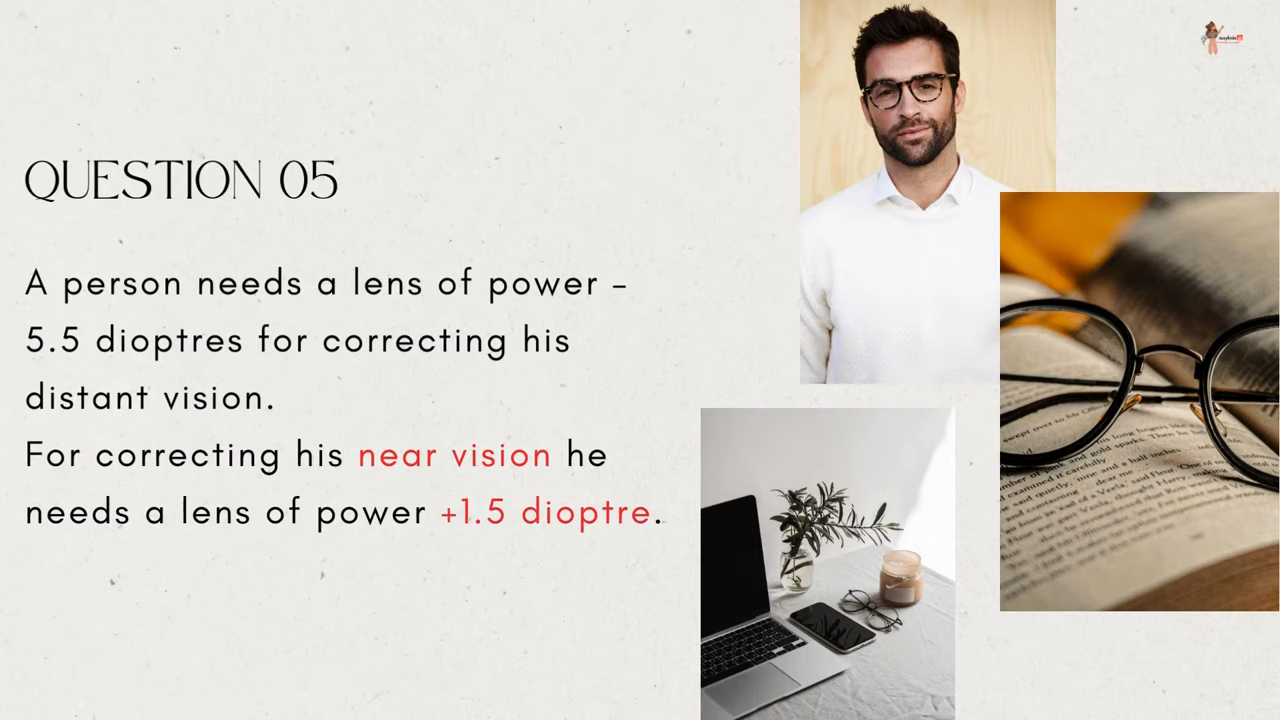 QUESTION 05
A person needs a lens of power –
5.5 dioptres for correcting his
distant vision.
For correcting his near vision he
needs a lens of power +1.5 dioptre.